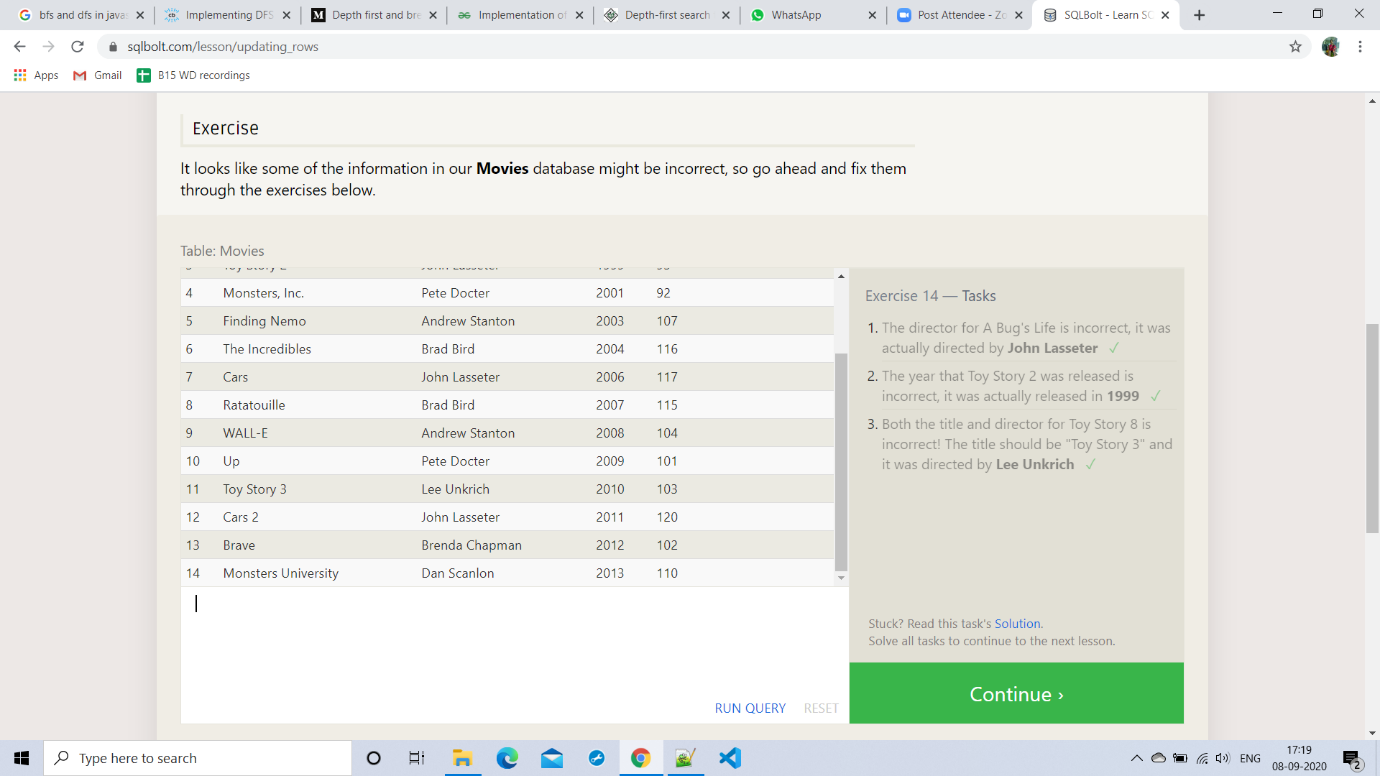 bfs and dfs in javas
Implementing DFS
Depth first and bre
Implementation of
Depth-first search
WhatsApp
Post Attendee - Zo
SQLBolt - Learn SQ
sqlbolt.com/lesson/updating_rows
Apps
Gmail
B15 WD recordings
Exercise
It looks like some of the information in our Movies database might be incorrect, so go ahead and fix them
through the exercises below.
Table: Movies
4 Monsters, Inc. Pete Docter 2001 92
5 Finding Nemo Andrew Stanton 2003 107
6 The Incredibles Brad Bird 2004 116
7 Cars John Lasseter 2006 117
8 Ratatouille Brad Bird 2007 115
9 WALL-E Andrew Stanton 2008 104
10 Up Pete Docter 2009 101
11 Toy Story 3 Lee Unkrich 2010 103
12 Cars 2 John Lasseter 2011 120
13 Brave Brenda Chapman 2012 102
14 Monsters University Dan Scanlon 2013 110
RUN QUERY RESET
Exercise 14 — Tasks
1. The director for A Bug's Life is incorrect, it was
actually directed by John Lasseter ✓
2. The year that Toy Story 2 was released is
incorrect, it was actually released in 1999 ✓
3. Both the title and director for Toy Story 8 is
incorrect! The title should be "Toy Story 3" and
it was directed by Lee Unkrich ✓
Stuck? Read this task's Solution.
Solve all tasks to continue to the next lesson.
Continue ›
Type here to search
ENG
17:19
08-09-2020
2